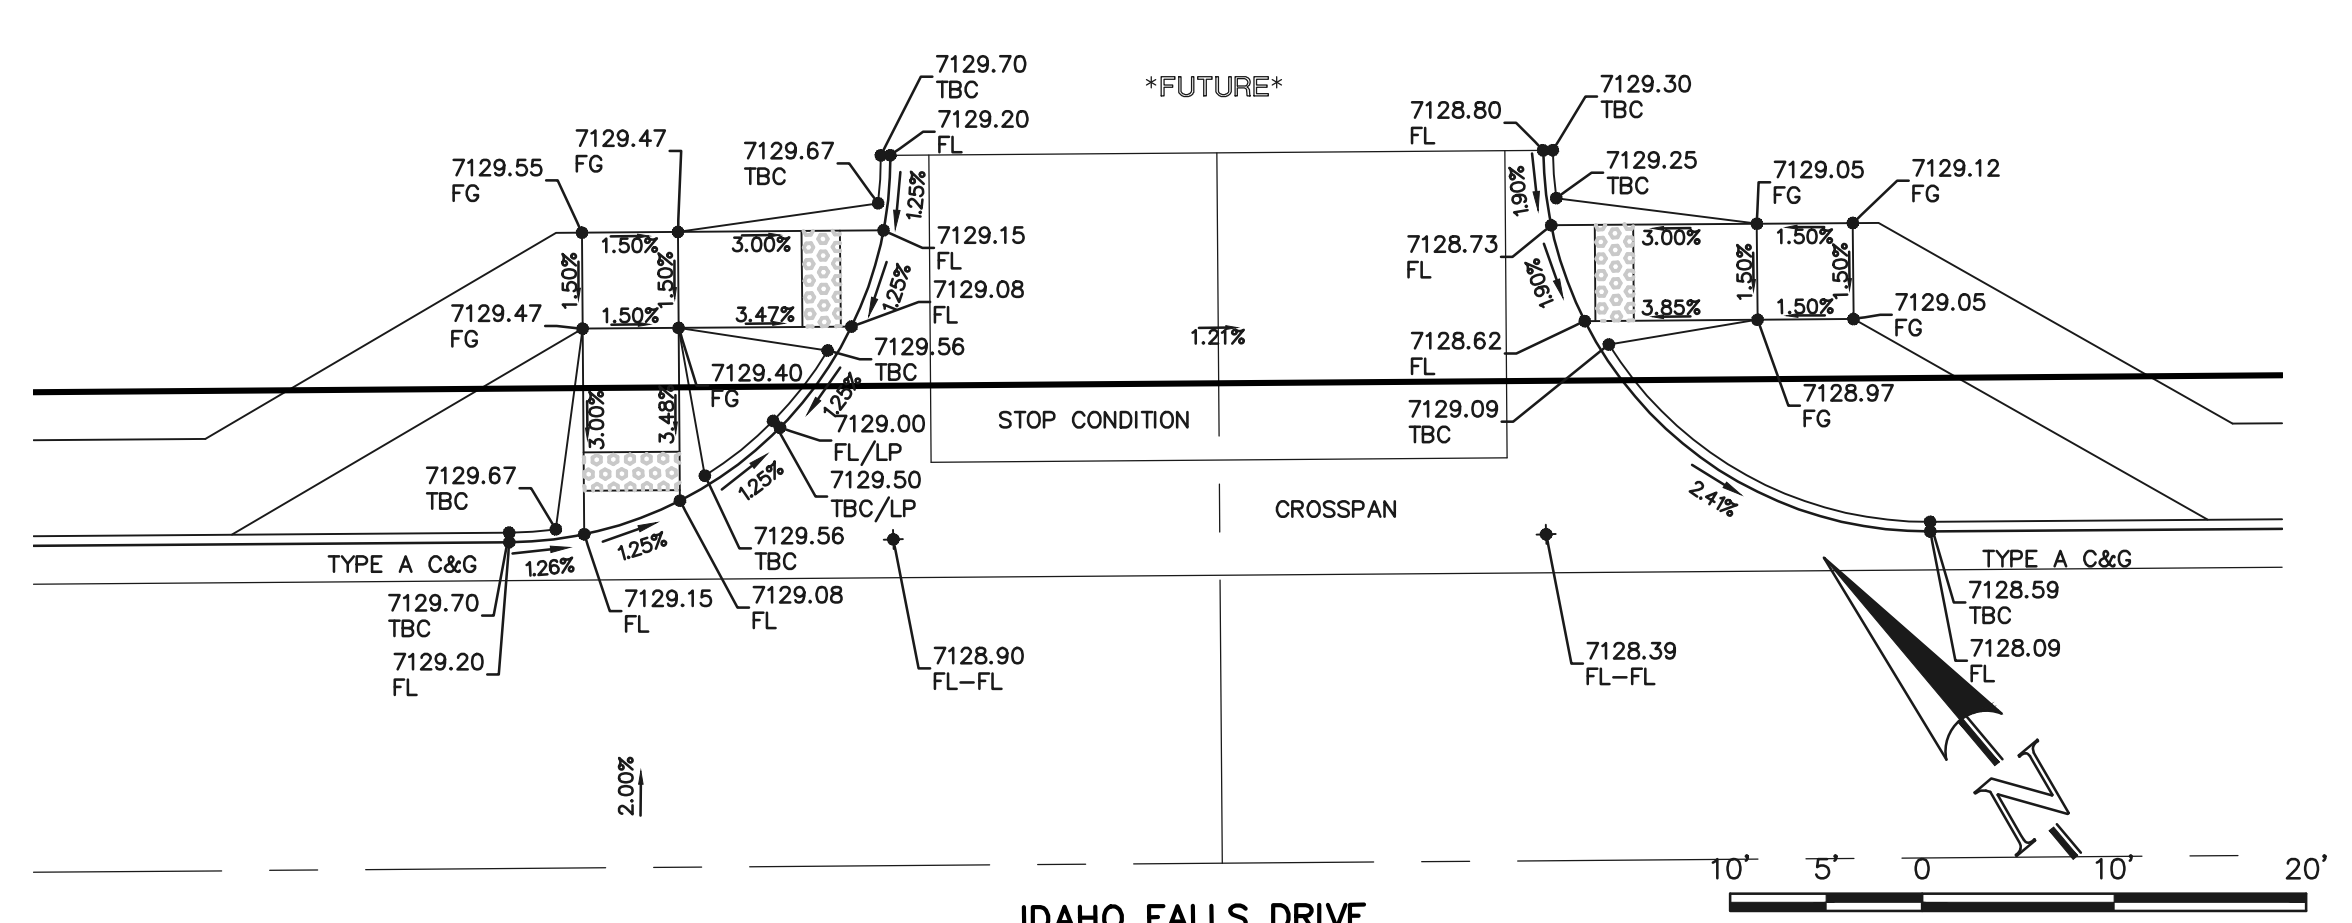 7129.70
TBC
*FUTURE*
7129.30
TBC
7128.80
FL
7129.20
FL
7129.47
FG
7129.67
TBC
7129.55
FG
7129.25
TBC
7129.05
FG
7129.12
FG
1.25%
1.90%
1.50%
3.00%
7129.15
FL
7128.73
FL
3.00%
1.50%
1.50%
1.50%
1.25%
1.90%
1.50%
1.50%
7129.47
FG
1.50%
3.47%
7129.08
FL
3.85%
1.50%
7129.05
FG
1.21%
7129.56
TBC
7128.62
FL
7129.40
FG
1.25%
3.00%
3.48%
7128.97
FG
7129.09
TBC
STOP CONDITION
7129.00
FL/LP
7129.67
TBC
1.25%
7129.50
TBC/LP
2.41%
CROSSPAN
7129.56
TBC
1.25%
TYPE A C&G
1.26%
TYPE A C&G
7129.70
TBC
7129.15
FL
7129.08
FL
7128.59
TBC
7129.20
FL
7128.90
FL-FL
7128.39
FL-FL
7128.09
FL
2.00%
N
10' 5' 0 10' 20'
IDAHO FALLS DRIVE